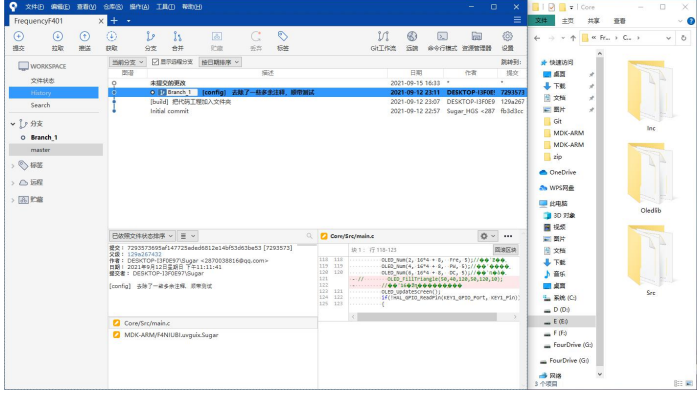 文件(F) 编辑(E) 查看(V) 仓库(R) 操作(A) 工具(T) 帮助(H)
FrequencyF401
提交 拉取 推送 获取 分支 合并 贮藏 丢弃 标签 Git工作流 远端 命令行模式 资源管理器 设置
WORKSPACE
文件状态
History
Search
分支
Branch_1
master
标签
远端
贮藏
当前分支 显示远程分支 按日期排序 跳转到:
图谱 描述 日期 作者 提交
未提交的更改 2021-09-15 16:33 * *
Branch_1 [config] 去除了一些多余注释，顺带测试 2021-09-12 23:11 DESKTOP-I3F0E9 7293573
[build] 把代码工程加入文件夹 2021-09-12 23:07 DESKTOP-I3F0E9 129a267
Initial commit 2021-09-12 22:57 Sugar_HGS <287 fb3d3cc
已依照文件状态排序
提交: 7293573695af147725aded6812e14bf53d63be53 [7293573]
父级: 129a267432
作者: DESKTOP-I3F0E97\Sugar <2870038816@qq.com>
日期: 2021年9月12日星期日 下午11:11:41
提交者: DESKTOP-I3F0E97\Sugar
[config] 去除了一些多余注释，顺带测试
Core/Src/main.c
MDK-ARM/F4NIUBI.uvguix.Sugar
Core/Src/main.c
块 1: 行 118-123 回滚区块
118 118 OLED_Num(2, 16*4 + 8, Fre, 5);//
119 119 OLED_Num(4, 16*4 + 8, PW, 5);//
120 120 OLED_Num(6, 16*4 + 8, DC, 5);//
121 - // OLED_FillTriangle(50,40,120,50,120,10);
122 - //
123 121 OLED_UpdateScreen();
124 122 if(!HAL_GPIO_ReadPin(KEY1_GPIO_Port, KEY1_Pin))
125 123 {
Core
文件 主页 共享 查看
« Fr... › C... ›
快速访问
桌面
下载
文档
图片
Git
MDK-ARM
MDK-ARM
zip
OneDrive
WPS网盘
此电脑
3D 对象
视频
图片
文档
下载
音乐
桌面
系统 (C:)
D (D:)
E (E:)
F (F:)
FourDrive (G:)
FourDrive (G:)
网络
3 个项目
Inc
Oledlib
Src